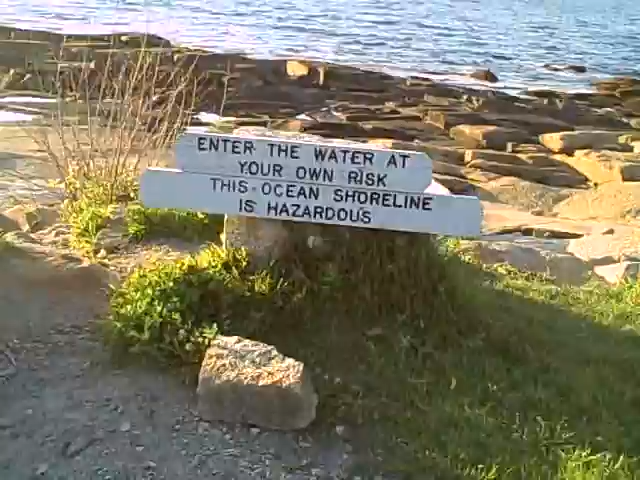 ENTER THE WATER AT
YOUR OWN RISK
THIS OCEAN SHORELINE
IS HAZARDOUS